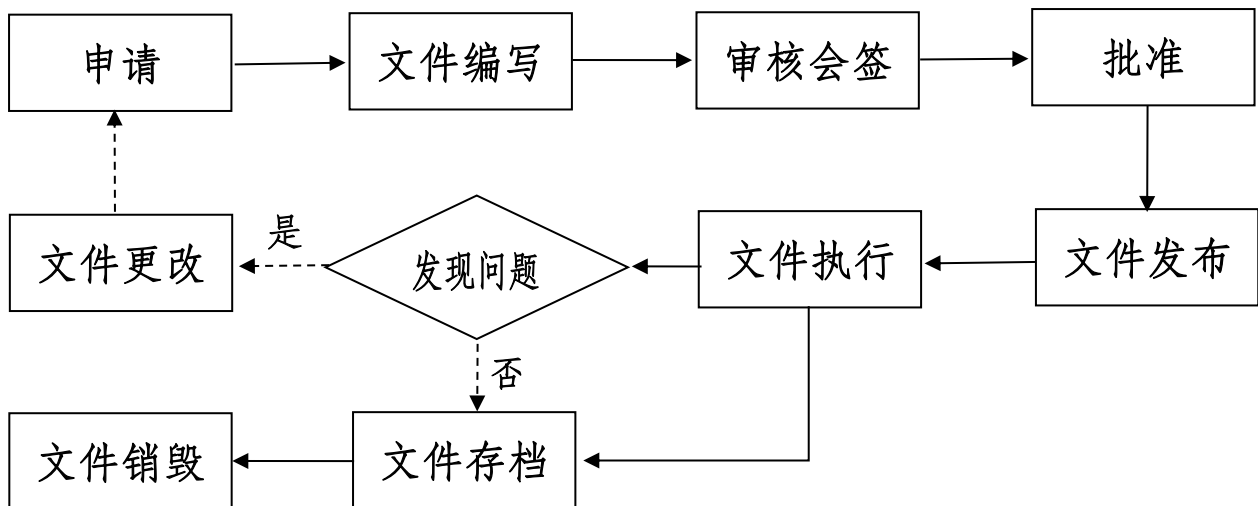 申请
文件编写
审核会签
批准
文件更改
是
发现问题
文件执行
文件发布
否
文件销毁
文件存档